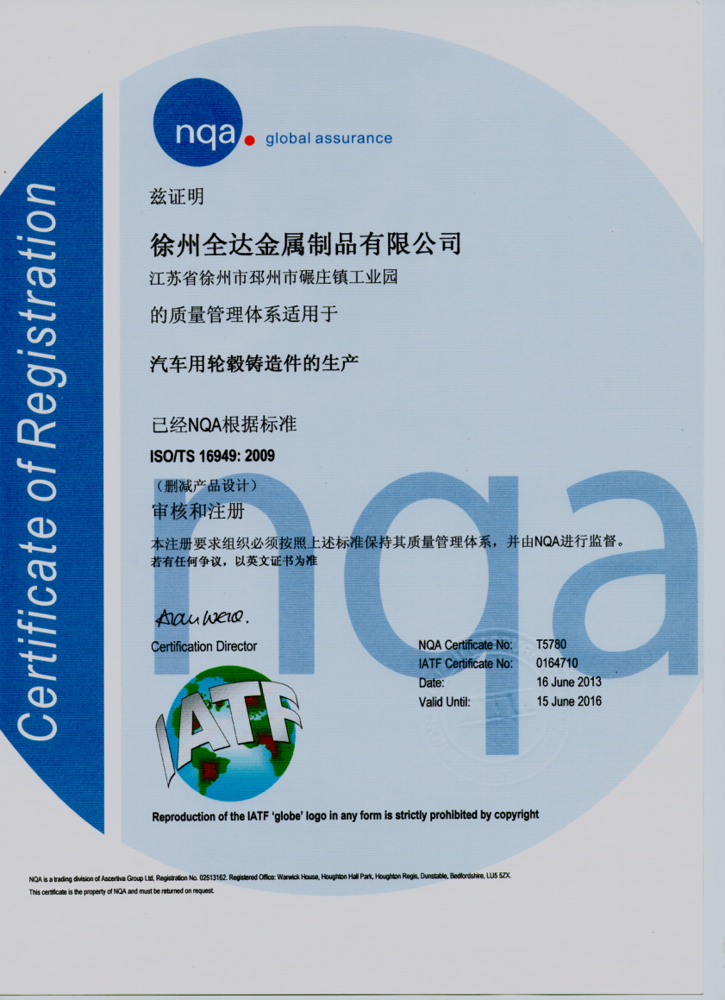 Certificate of Registration
nqa.
global assurance
兹证明
徐州全达金属制品有限公司
江苏省徐州市邳州市碾庄镇工业园
的质量管理体系适用于
汽车用轮毂铸造件的生产
已经NQA根据标准
ISO/TS 16949: 2009
（删减产品设计）
审核和注册
本注册要求组织必须按照上述标准保持其质量管理体系，并由NQA进行监督。
若有任何争议，以英文证书为准
nqa
Certification Director
NQA Certificate No: T5780
IATF Certificate No: 0164710
Date: 16 June 2013
Valid Until: 15 June 2016
IATF
Reproduction of the IATF ‘globe’ logo in any form is strictly prohibited by copyright
NQA is a trading division of Ascertiva Group Ltd, Registration No. 02513162. Registered Office: Warwick House, Houghton Hall Park, Houghton Regis, Dunstable, Bedfordshire, LU5 5ZX.
This certificate is the property of NQA and must be returned on request.